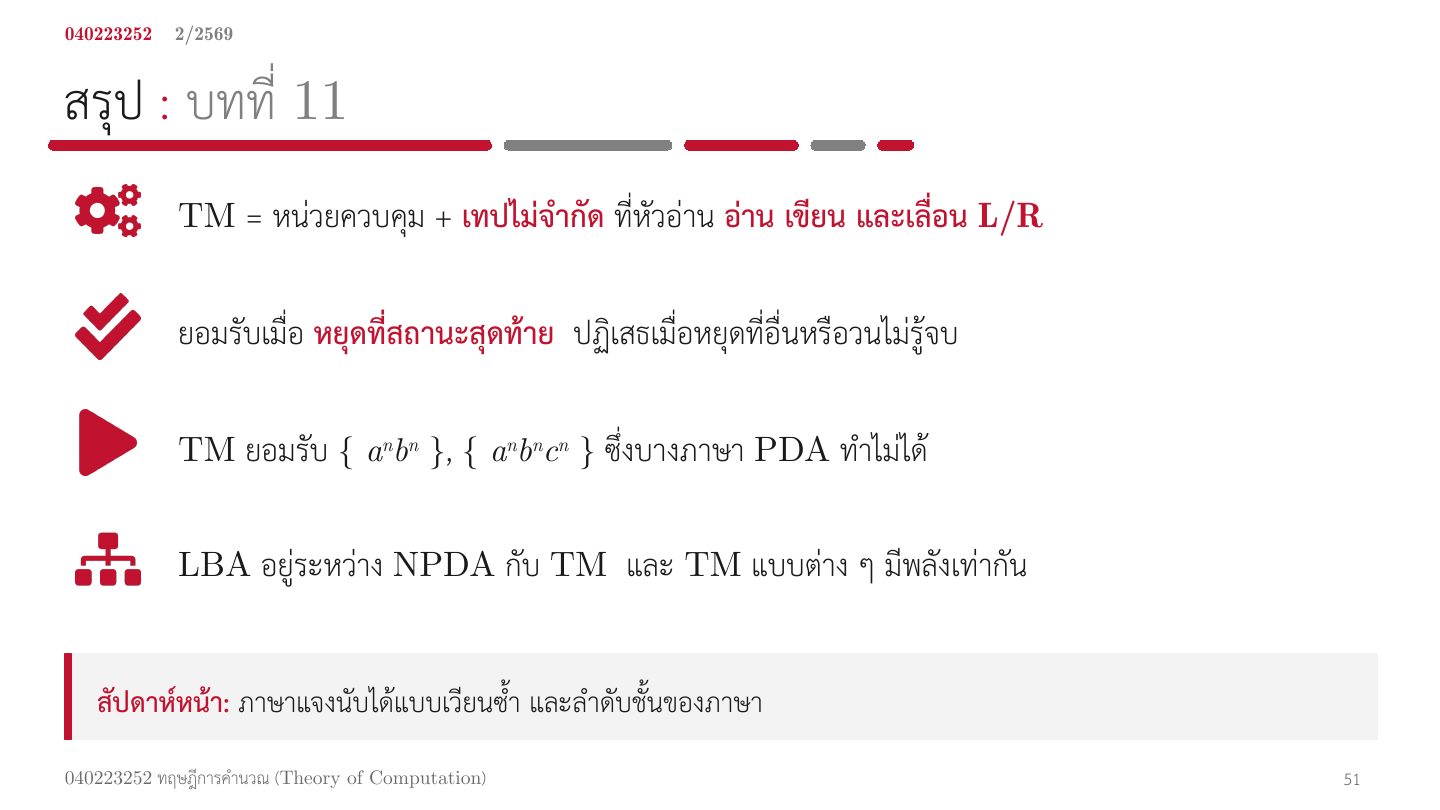 040223252 2/2569
สรุป : บทที่ 11
TM = หน่วยควบคุม + เทปไม่จำกัด ที่หัวอ่าน อ่าน เขียน และเลื่อน L/R
ยอมรับเมื่อ หยุดที่สถานะสุดท้าย ปฏิเสธเมื่อหยุดที่อื่นหรือวนไม่รู้จบ
TM ยอมรับ { aⁿbⁿ }, { aⁿbⁿcⁿ } ซึ่งบางภาษา PDA ทำไม่ได้
LBA อยู่ระหว่าง NPDA กับ TM และ TM แบบต่าง ๆ มีพลังเท่ากัน
สัปดาห์หน้า: ภาษาแจงนับได้แบบเวียนซ้ำ และลำดับชั้นของภาษา
040223252 ทฤษฎีการคำนวณ (Theory of Computation) 51